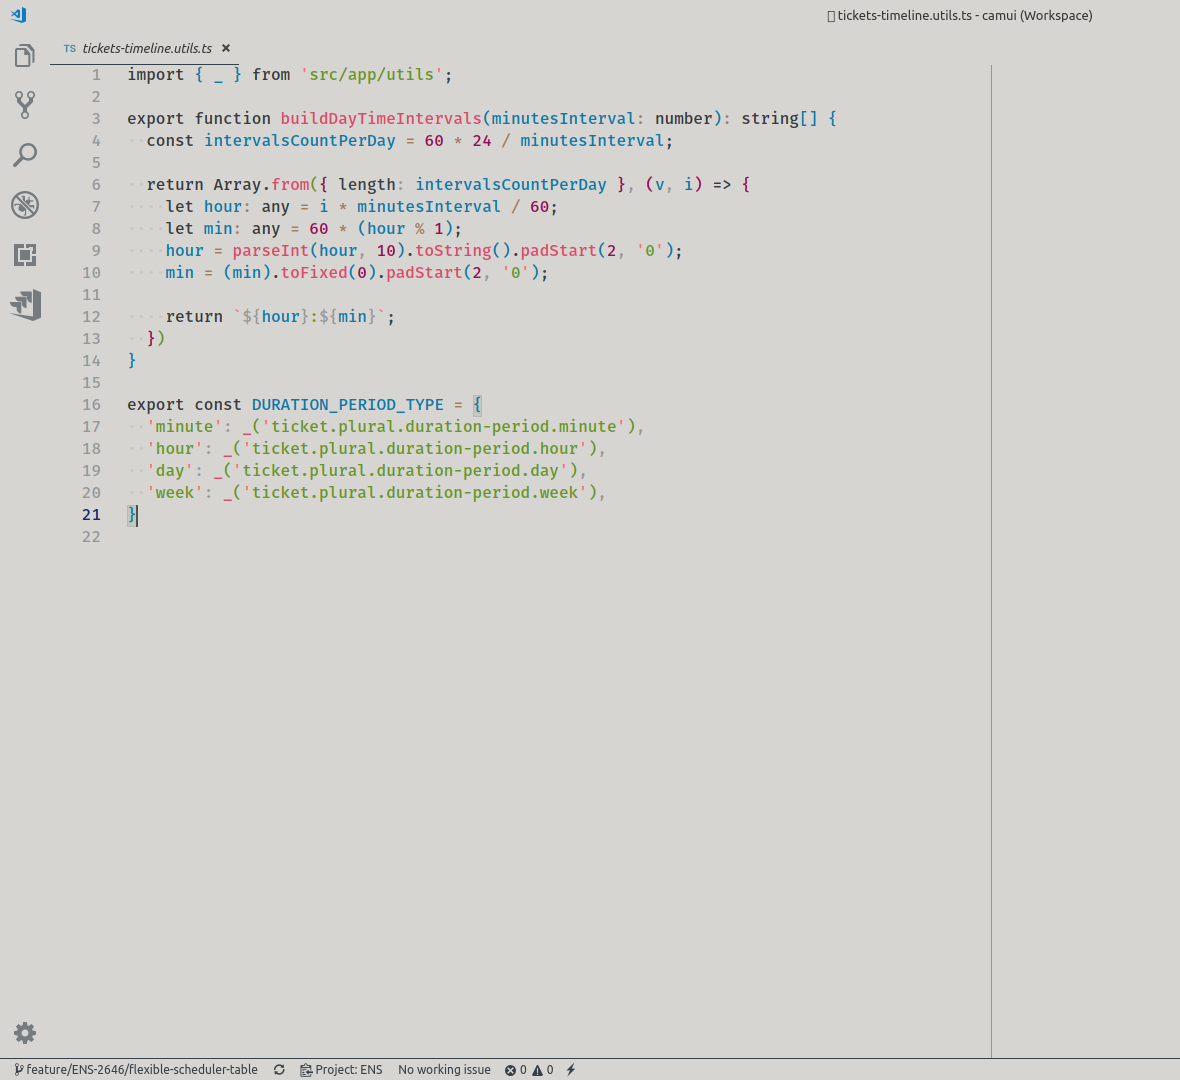 tickets-timeline.utils.ts - camui (Workspace)
TS tickets-timeline.utils.ts ×
1 import { _ } from 'src/app/utils';
2
3 export function buildDayTimeIntervals(minutesInterval: number): string[] {
4 const intervalsCountPerDay = 60 * 24 / minutesInterval;
5
6 return Array.from({ length: intervalsCountPerDay }, (v, i) => {
7 let hour: any = i * minutesInterval / 60;
8 let min: any = 60 * (hour % 1);
9 hour = parseInt(hour, 10).toString().padStart(2, '0');
10 min = (min).toFixed(0).padStart(2, '0');
11
12 return `${hour}:${min}`;
13 })
14 }
15
16 export const DURATION_PERIOD_TYPE = {
17 'minute': _('ticket.plural.duration-period.minute'),
18 'hour': _('ticket.plural.duration-period.hour'),
19 'day': _('ticket.plural.duration-period.day'),
20 'week': _('ticket.plural.duration-period.week'),
21 }
22
feature/ENS-2646/flexible-scheduler-table Project: ENS No working issue 0 0